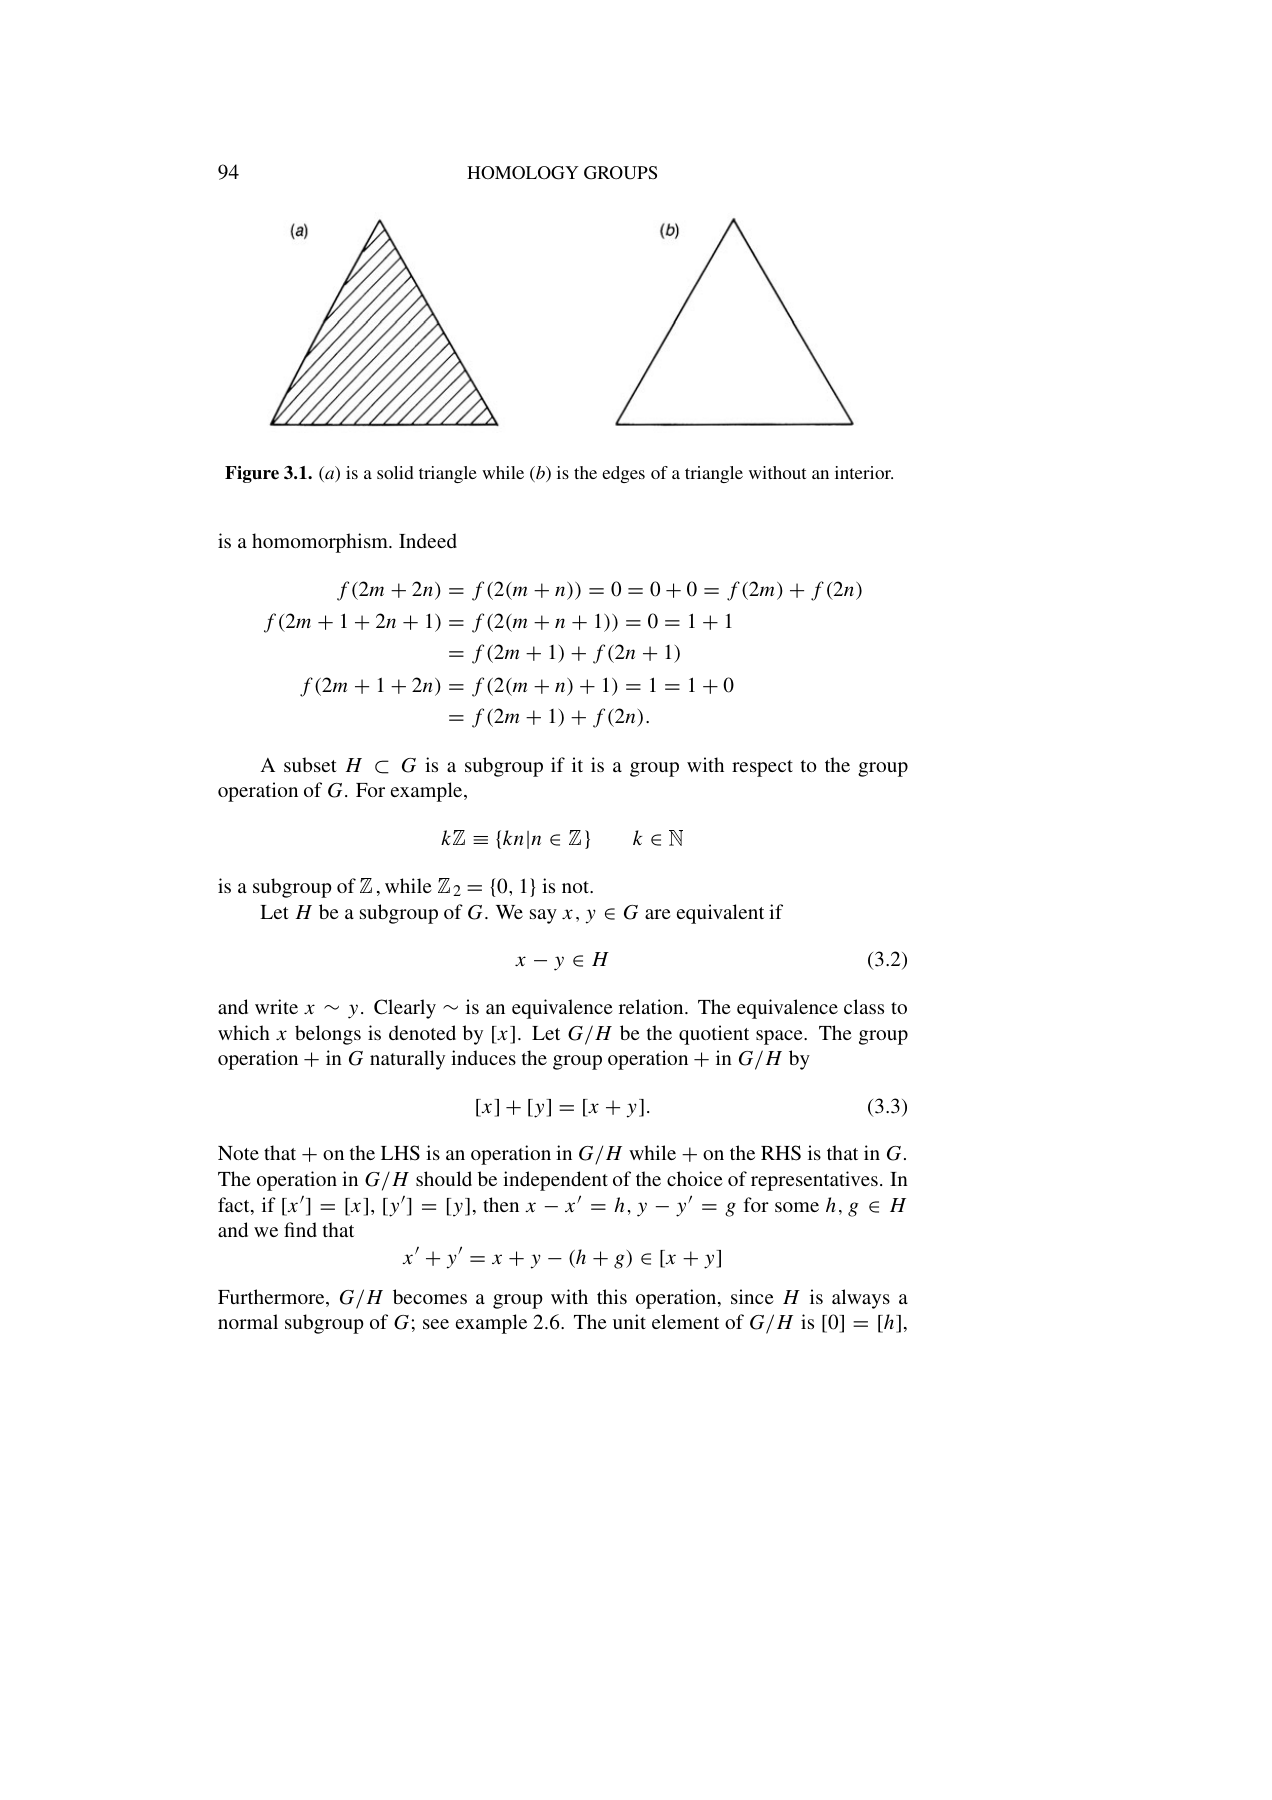 94 HOMOLOGY GROUPS
(a) (b)
Figure 3.1. (a) is a solid triangle while (b) is the edges of a triangle without an interior.
is a homomorphism. Indeed
f(2m + 2n) = f(2(m + n)) = 0 = 0 + 0 = f(2m) + f(2n)
f(2m + 1 + 2n + 1) = f(2(m + n + 1)) = 0 = 1 + 1
= f(2m + 1) + f(2n + 1)
f(2m + 1 + 2n) = f(2(m + n) + 1) = 1 = 1 + 0
= f(2m + 1) + f(2n).
A subset H ⊂ G is a subgroup if it is a group with respect to the group
operation of G. For example,
kℤ ≡ {kn|n ∈ ℤ} k ∈ ℕ
is a subgroup of ℤ, while ℤ₂ = {0, 1} is not.
Let H be a subgroup of G. We say x, y ∈ G are equivalent if
x − y ∈ H (3.2)
and write x ∼ y. Clearly ∼ is an equivalence relation. The equivalence class to
which x belongs is denoted by [x]. Let G/H be the quotient space. The group
operation + in G naturally induces the group operation + in G/H by
[x] + [y] = [x + y]. (3.3)
Note that + on the LHS is an operation in G/H while + on the RHS is that in G.
The operation in G/H should be independent of the choice of representatives. In
fact, if [x′] = [x], [y′] = [y], then x − x′ = h, y − y′ = g for some h, g ∈ H
and we find that
x′ + y′ = x + y − (h + g) ∈ [x + y]
Furthermore, G/H becomes a group with this operation, since H is always a
normal subgroup of G; see example 2.6. The unit element of G/H is [0] = [h],